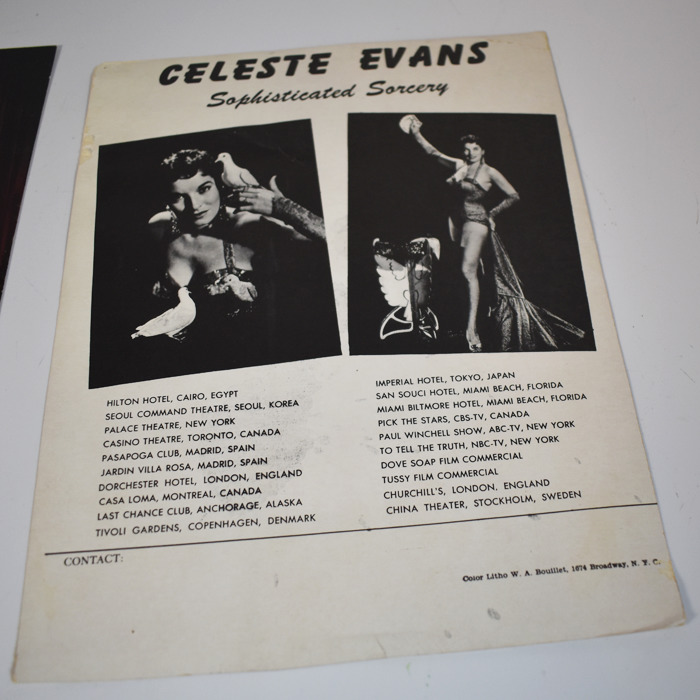 CELESTE EVANS
Sophisticated Sorcery
HILTON HOTEL, CAIRO, EGYPT
SEOUL COMMAND THEATRE, SEOUL, KOREA
PALACE THEATRE, NEW YORK
CASINO THEATRE, TORONTO, CANADA
PASAPOGA CLUB, MADRID, SPAIN
JARDIN VILLA ROSA, MADRID, SPAIN
DORCHESTER HOTEL, LONDON, ENGLAND
CASA LOMA, MONTREAL, CANADA
LAST CHANCE CLUB, ANCHORAGE, ALASKA
TIVOLI GARDENS, COPENHAGEN, DENMARK
IMPERIAL HOTEL, TOKYO, JAPAN
SAN SOUCI HOTEL, MIAMI BEACH, FLORIDA
MIAMI BILTMORE HOTEL, MIAMI BEACH, FLORIDA
PICK THE STARS, CBS-TV, CANADA
PAUL WINCHELL SHOW, ABC-TV, NEW YORK
TO TELL THE TRUTH, NBC-TV, NEW YORK
DOVE SOAP FILM COMMERCIAL
TUSSY FILM COMMERCIAL
CHURCHILL'S, LONDON, ENGLAND
CHINA THEATER, STOCKHOLM, SWEDEN
CONTACT:
Color Litho W. A. Bouillet, 1674 Broadway, N. Y. C.